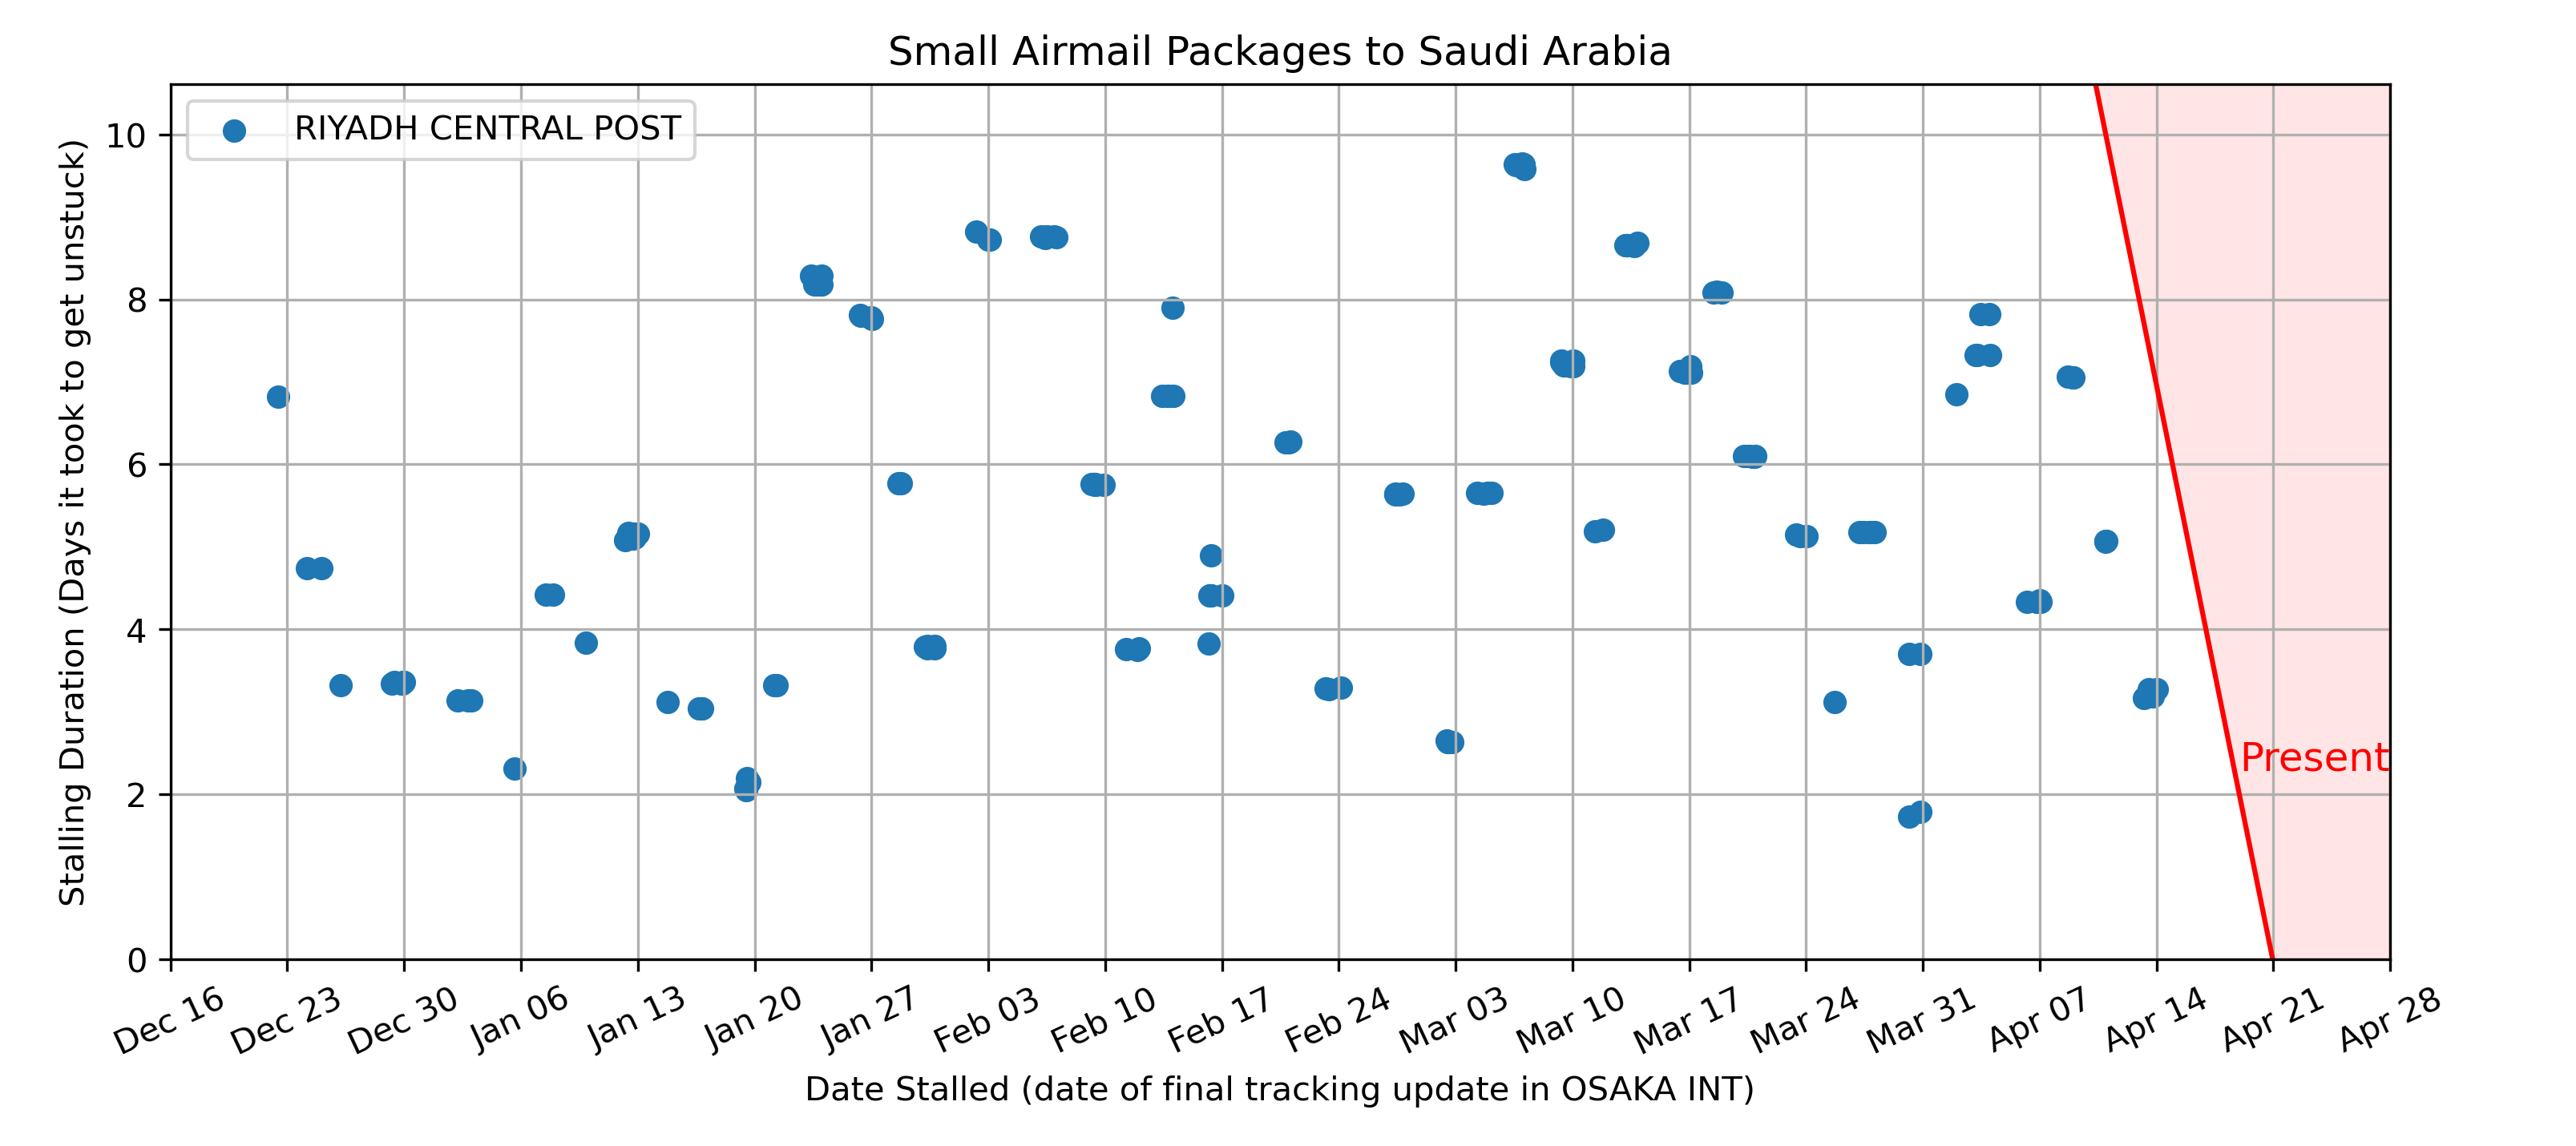 Small Airmail Packages to Saudi Arabia
RIYADH CENTRAL POST
Stalling Duration (Days it took to get unstuck)
10
8
6
4
2
0
Present
Dec 16
Dec 23
Dec 30
Jan 06
Jan 13
Jan 20
Jan 27
Feb 03
Feb 10
Feb 17
Feb 24
Mar 03
Mar 10
Mar 17
Mar 24
Mar 31
Apr 07
Apr 14
Apr 21
Apr 28
Date Stalled (date of final tracking update in OSAKA INT)